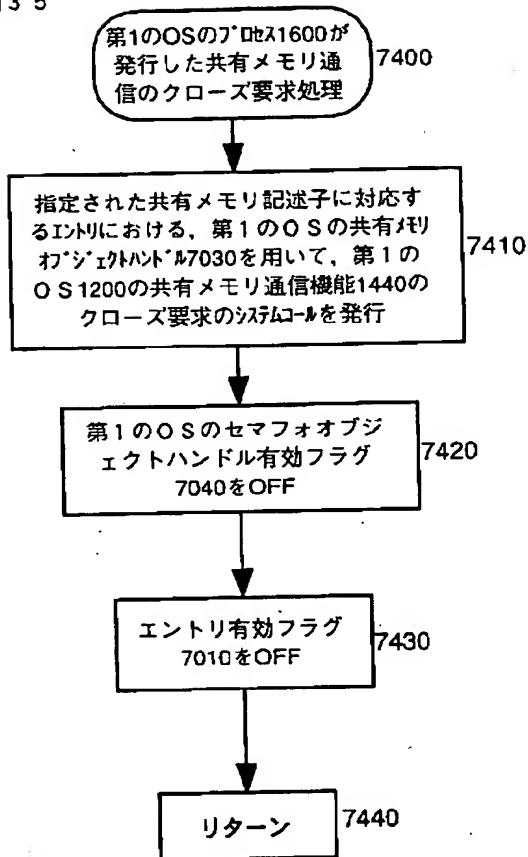 第1のOSのプロセス1600が
発行した共有メモリ通
信のクローズ要求処理
7400
指定された共有メモリ記述子に対応す
るエントリにおける，第1のＯＳの共有メモリ
オブジェクトハンドル7030を用いて，第1の
ＯＳ1200の共有メモリ通信機能1440の
クローズ要求のシステムコールを発行
7410
第1のOSのセマフォオブジ
ェクトハンドル有効フラグ
7040をOFF
7420
エントリ有効フラグ
7010をOFF
7430
リターン
7440